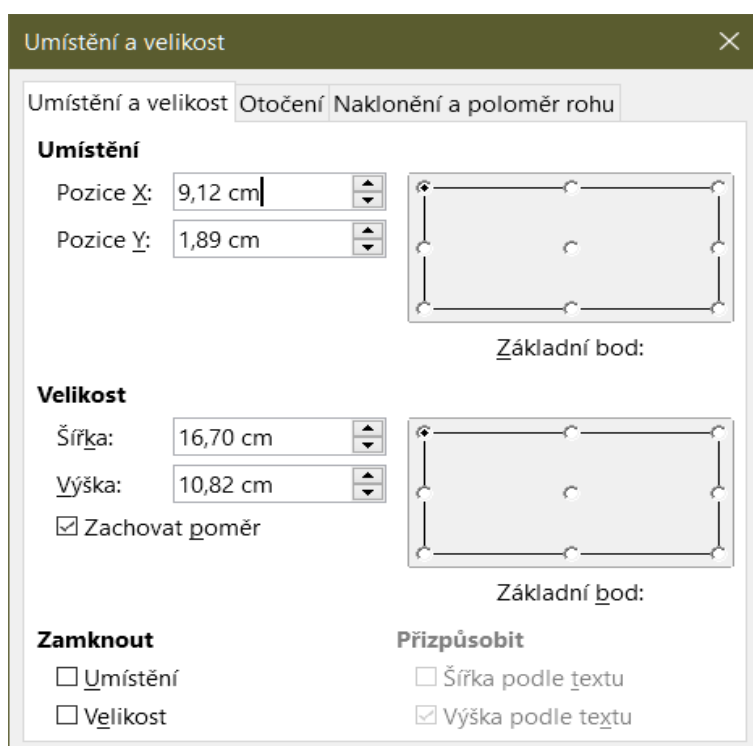 Umístění a velikost
Umístění a velikost Otočení Naklonění a poloměr rohu
Umístění
Pozice X: 9,12 cm
Pozice Y: 1,89 cm
Základní bod:
Velikost
Šířka: 16,70 cm
Výška: 10,82 cm
Zachovat poměr
Základní bod:
Zamknout
Umístění
Velikost
Přizpůsobit
Šířka podle textu
Výška podle textu